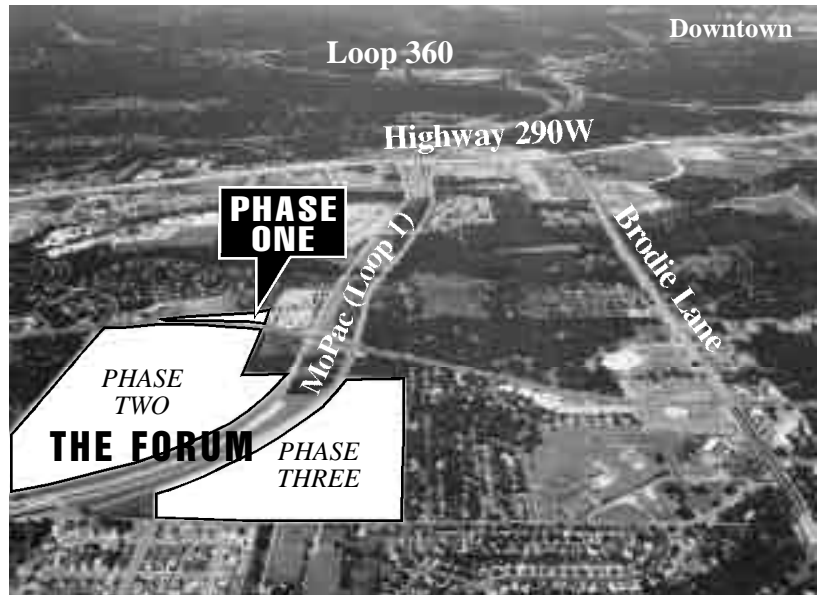 Downtown
Loop 360
Highway 290W
PHASE
ONE
MoPac (Loop 1)
Brodie Lane
PHASE
TWO
THE FORUM
PHASE
THREE